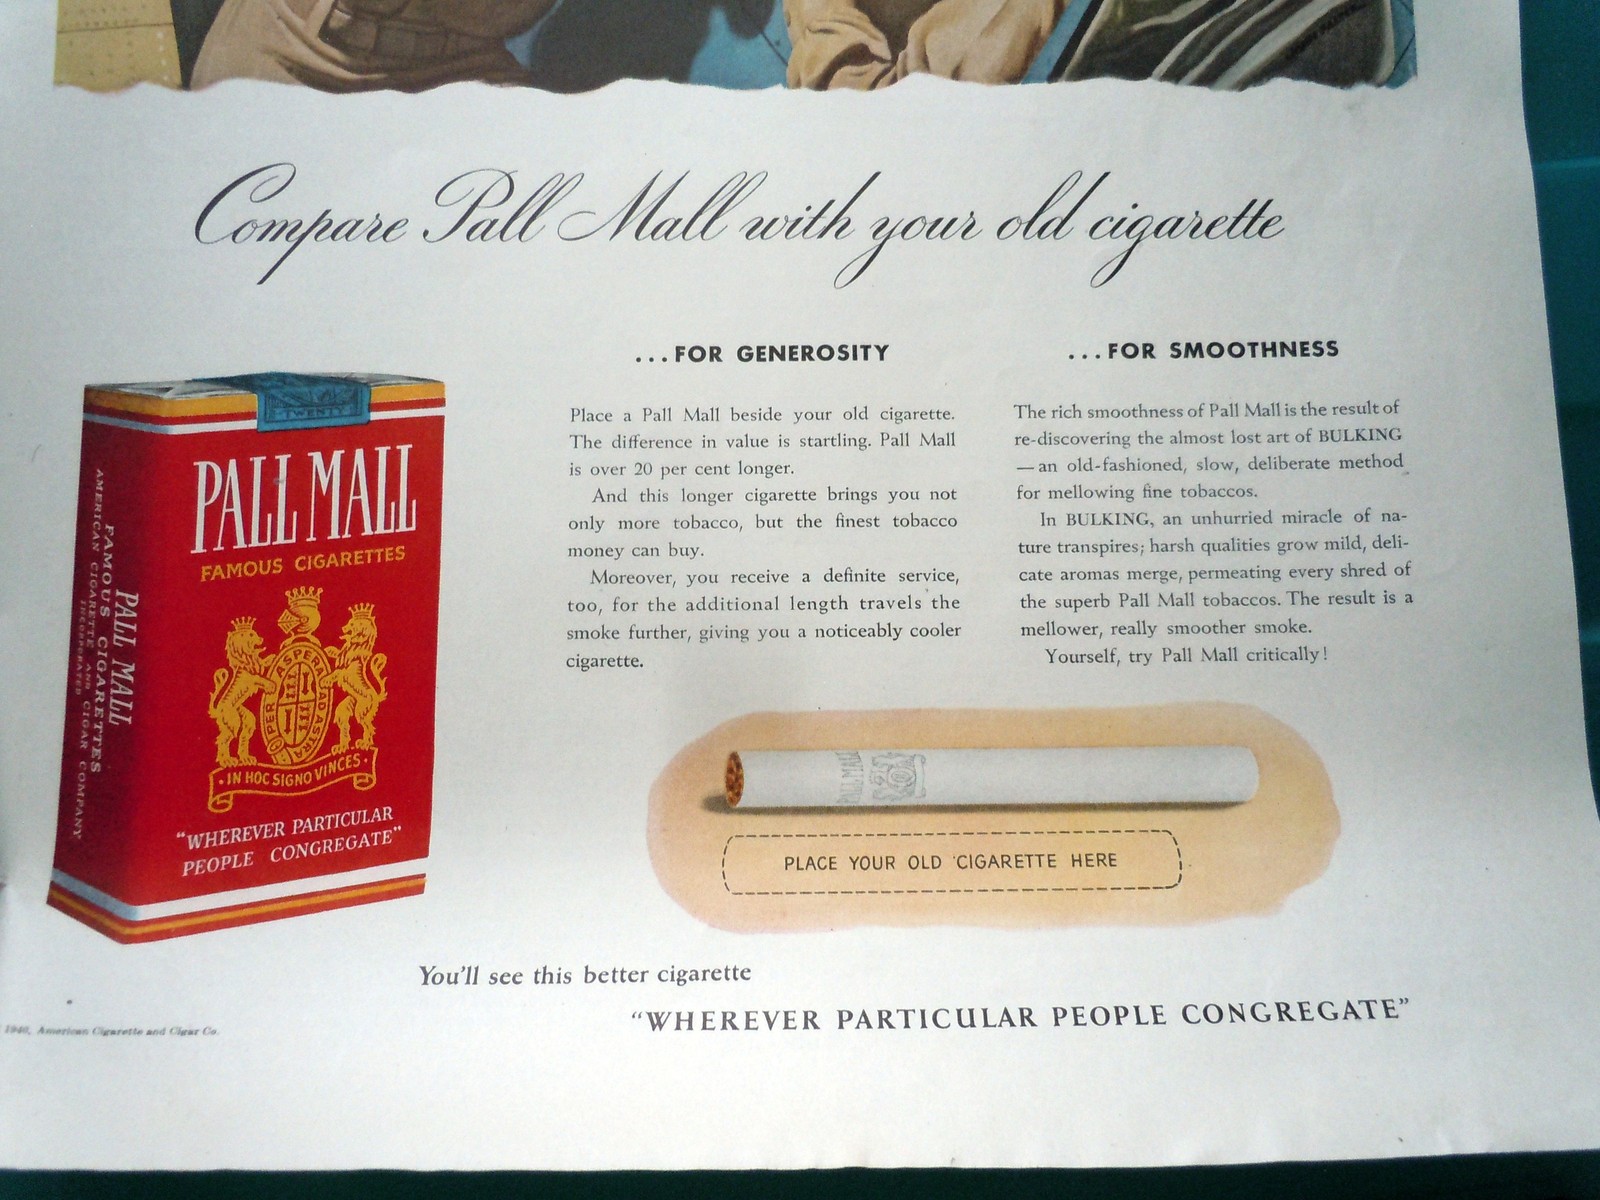 Compare Pall Mall with your old cigarette
...FOR GENEROSITY
Place a Pall Mall beside your old cigarette.
The difference in value is startling. Pall Mall
is over 20 per cent longer.
And this longer cigarette brings you not
only more tobacco, but the finest tobacco
money can buy.
Moreover, you receive a definite service,
too, for the additional length travels the
smoke further, giving you a noticeably cooler
cigarette.
...FOR SMOOTHNESS
The rich smoothness of Pall Mall is the result of
re-discovering the almost lost art of BULKING
—an old-fashioned, slow, deliberate method
for mellowing fine tobaccos.
In BULKING, an unhurried miracle of na-
ture transpires; harsh qualities grow mild, deli-
cate aromas merge, permeating every shred of
the superb Pall Mall tobaccos. The result is a
mellower, really smoother smoke.
Yourself, try Pall Mall critically!
TWENTY
PALL MALL
FAMOUS CIGARETTES
PER ASPERA AD ASTRA
IN HOC SIGNO VINCES
"WHEREVER PARTICULAR
PEOPLE CONGREGATE"
PALL MALL
FAMOUS CIGARETTES
AMERICAN CIGARETTE AND CIGAR COMPANY
INCORPORATED
PALL MALL
PLACE YOUR OLD CIGARETTE HERE
You'll see this better cigarette
"WHEREVER PARTICULAR PEOPLE CONGREGATE"
1940, American Cigarette and Cigar Co.